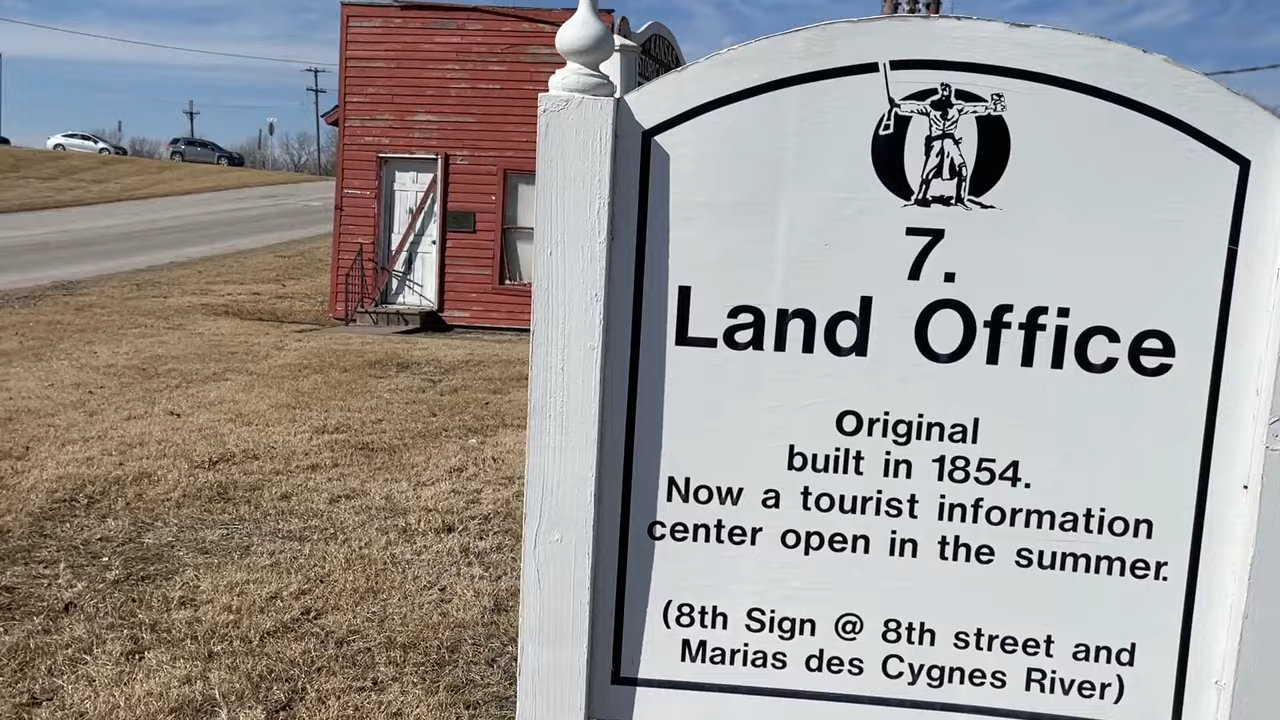 KANSAS
7.
Land Office
Original
built in 1854.
Now a tourist information
center open in the summer.
(8th Sign @ 8th street and
Marias des Cygnes River)